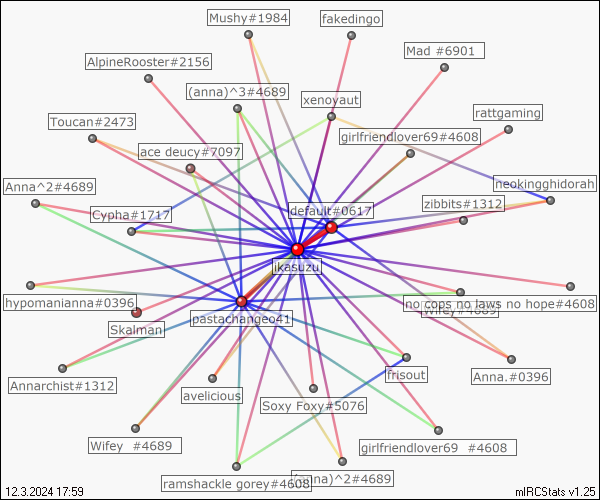 Mushy#1984
fakedingo
Mad #6901
AlpineRooster#2156
(anna)^3#4689
xenoyaut
rattgaming
Toucan#2473
girlfriendlover69#4608
ace deucy#7097
Anna^2#4689
neokingghidorah
zibbits#1312
default#0617
Cypha#1717
ikasuzu
hypomanianna#0396
no cops no laws no hope#4608
Wifey#4689
pastachangeo41
Skalman
frisout
Anna.#0396
Annarchist#1312
avelicious
Soxy Foxy#5076
Wifey #4689
girlfriendlover69 #4608
(anna)^2#4689
ramshackle gorey#4608
12.3.2024 17:59
mIRCStats v1.25